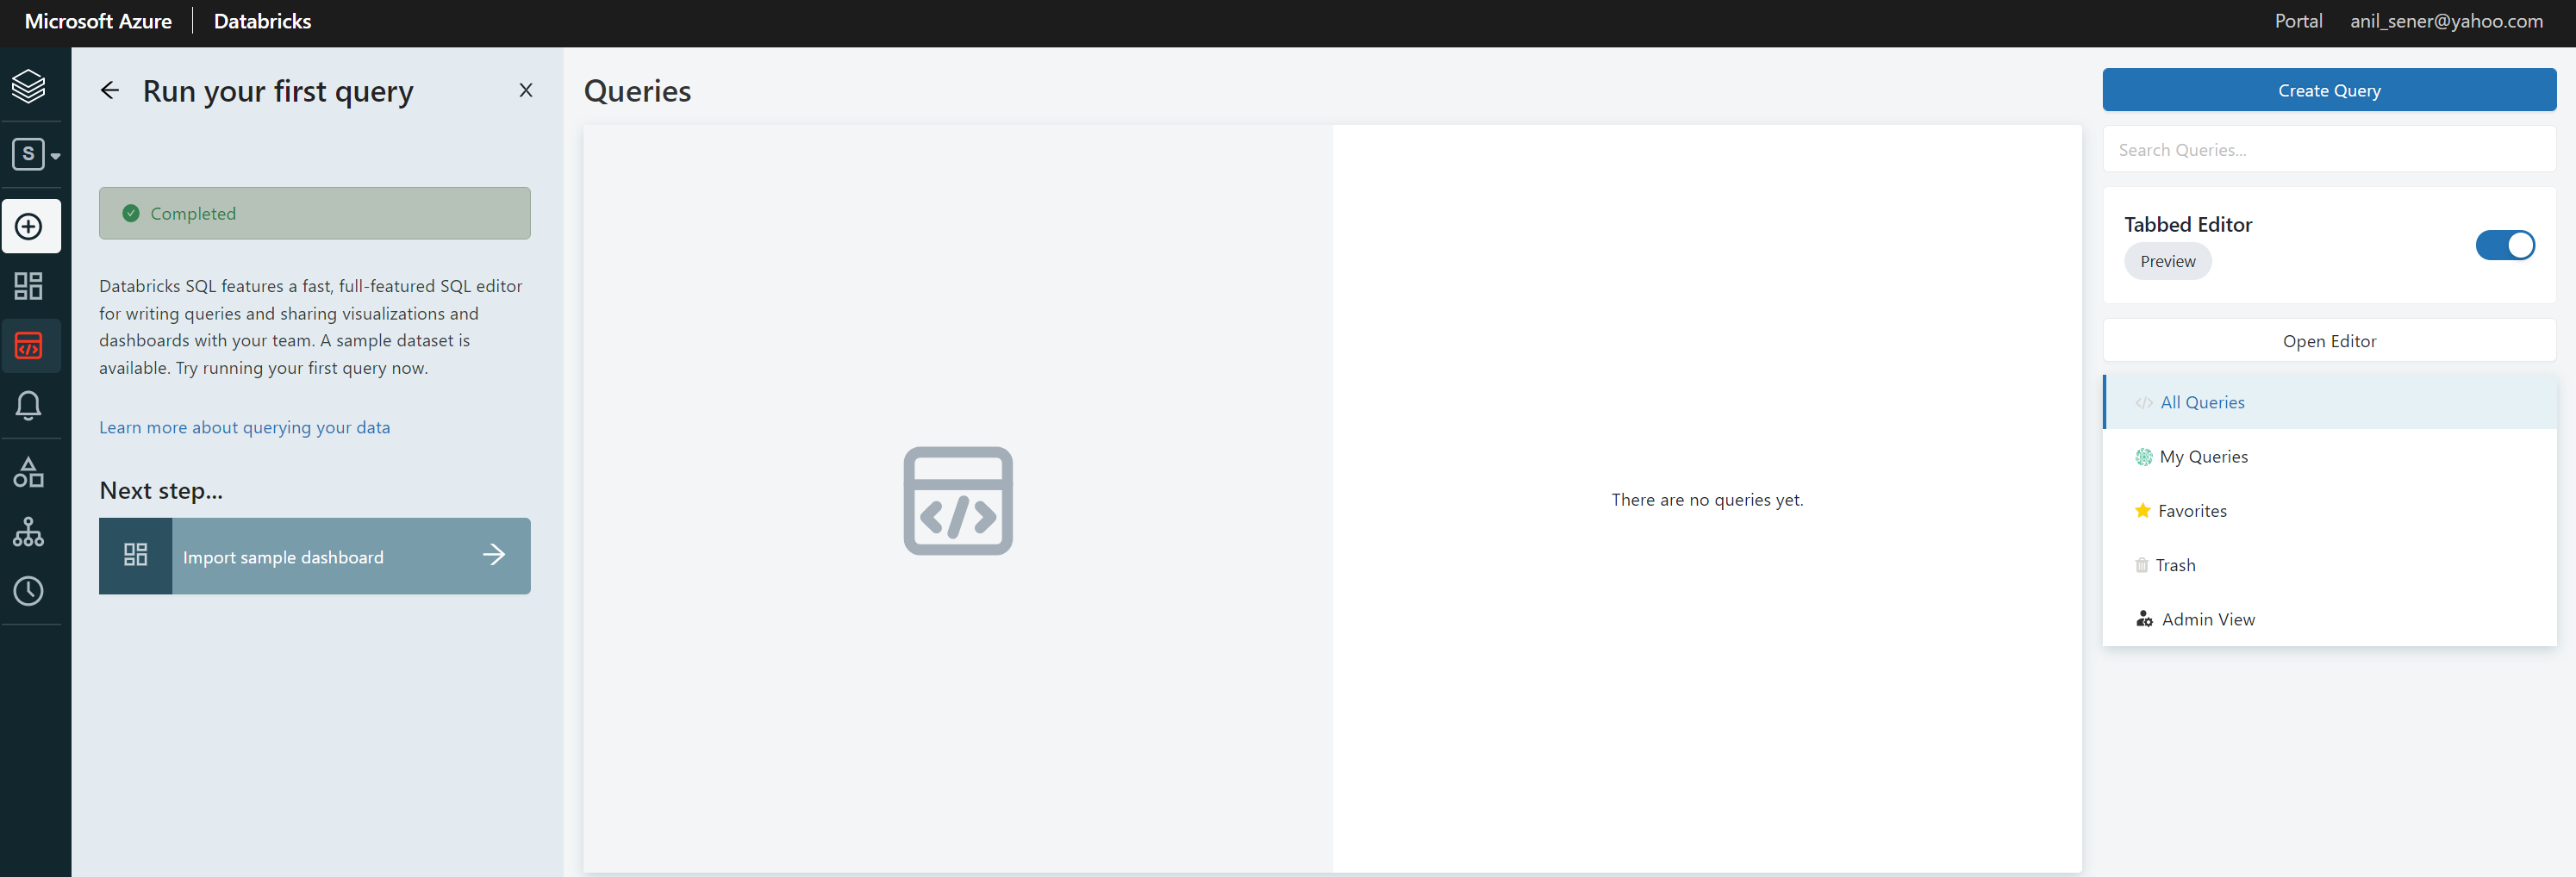 Microsoft Azure | Databricks
Portal anil_sener@yahoo.com
S
Run your first query
Completed
Databricks SQL features a fast, full-featured SQL editor
for writing queries and sharing visualizations and
dashboards with your team. A sample dataset is
available. Try running your first query now.
Learn more about querying your data
Next step...
Import sample dashboard
Queries
There are no queries yet.
Create Query
Search Queries...
Tabbed Editor
Preview
Open Editor
All Queries
My Queries
Favorites
Trash
Admin View